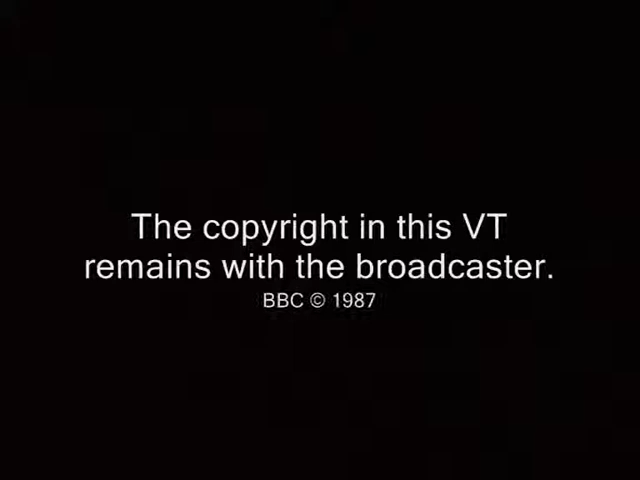 The copyright in this VT
remains with the broadcaster.
BBC © 1987